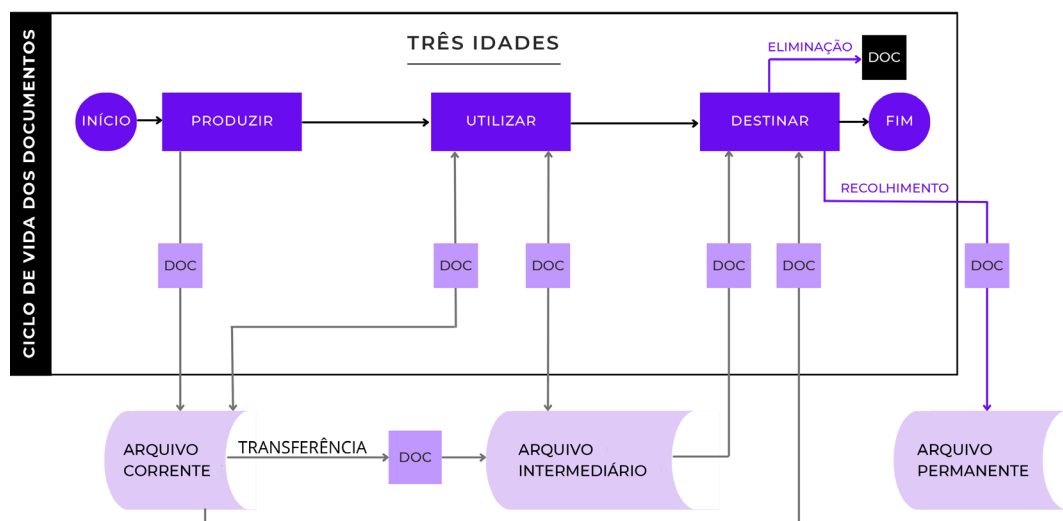 CICLO DE VIDA DOS DOCUMENTOS
TRÊS IDADES
ELIMINAÇÃO
DOC
INÍCIO
PRODUZIR
UTILIZAR
DESTINAR
FIM
RECOLHIMENTO
DOC
DOC
DOC
DOC
DOC
DOC
ARQUIVO
CORRENTE
TRANSFERÊNCIA
DOC
ARQUIVO
INTERMEDIÁRIO
ARQUIVO
PERMANENTE